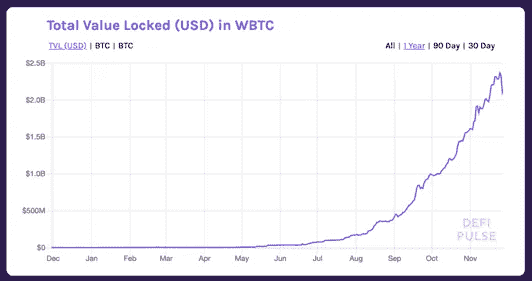 Total Value Locked (USD) in WBTC
TVL (USD) | BTC | BTC
All | 1 Year | 90 Day | 30 Day
$2.5B
$2.0B
$1.5B
$1.0B
$500M
$0
DEFI
PULSE
Dec Jan Feb Mar Apr May Jun Jul Aug Sep Oct Nov